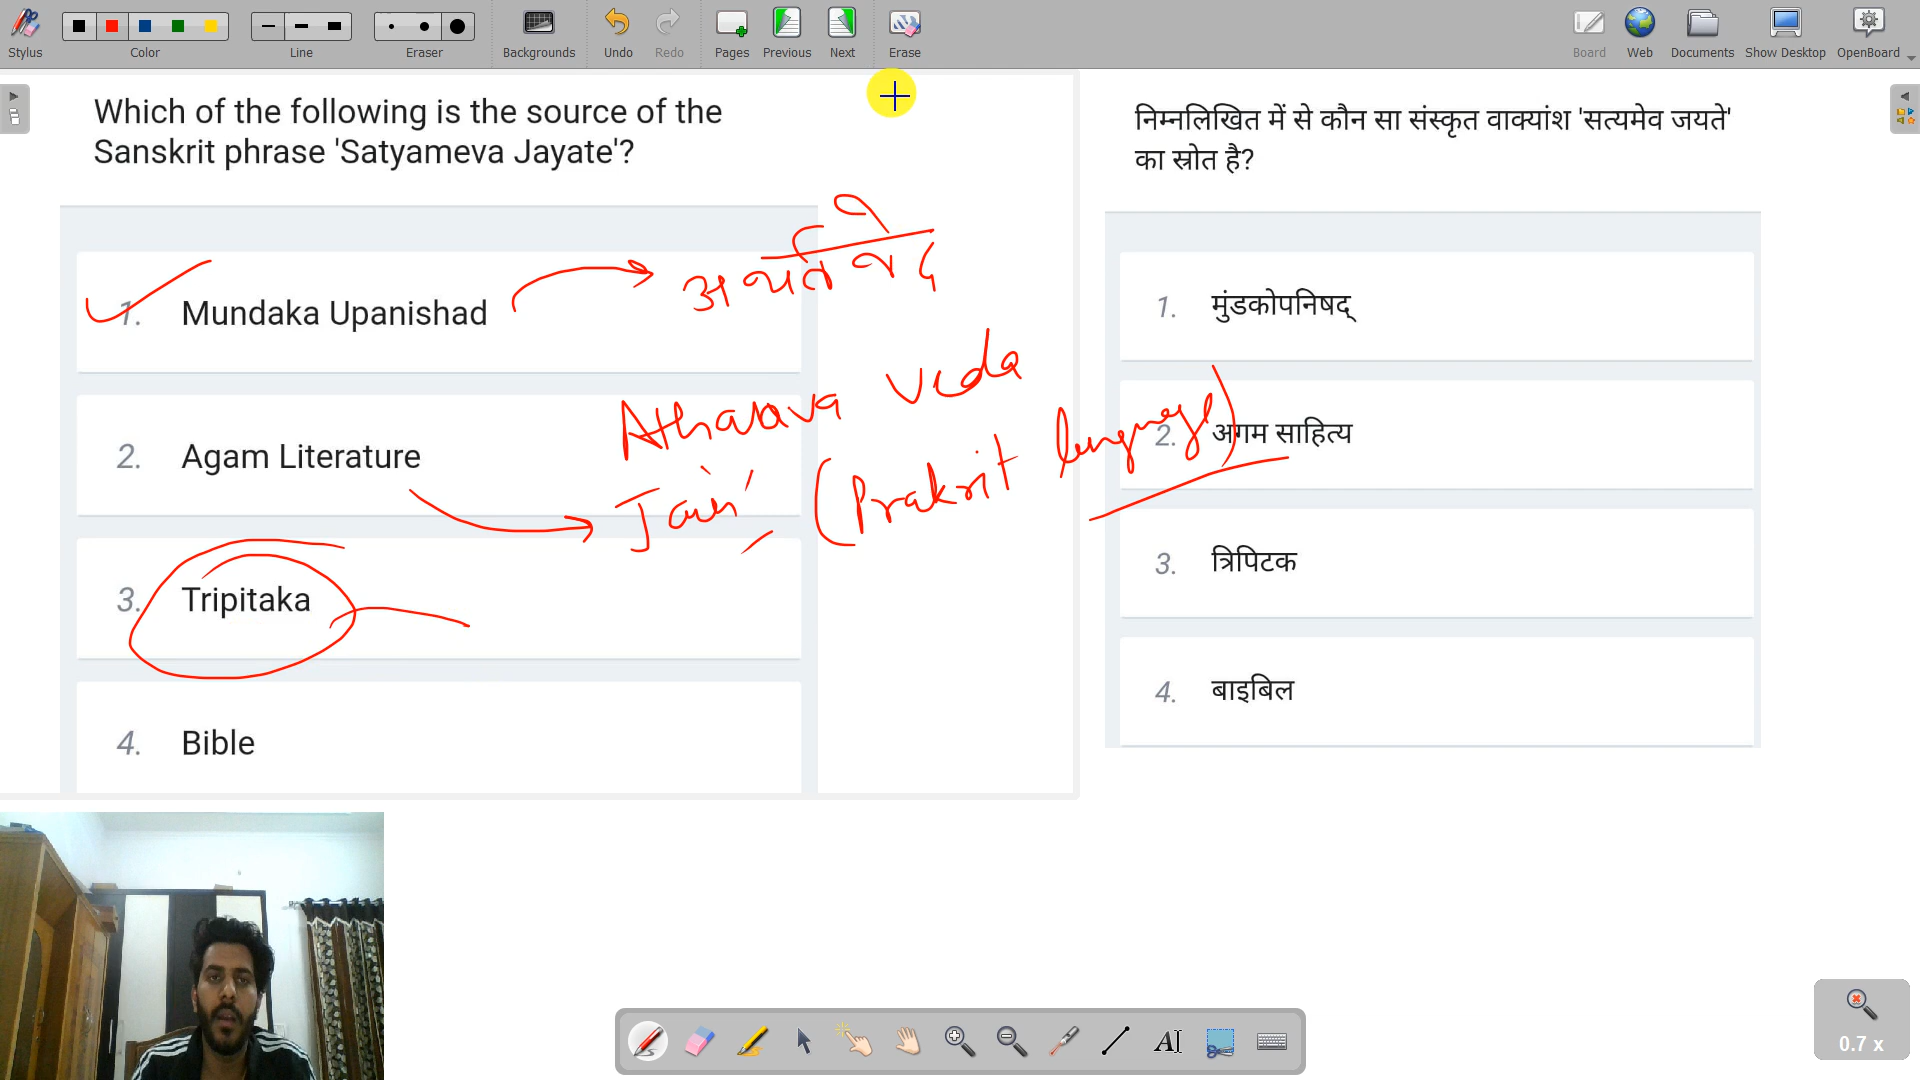 Stylus
Color
Line
Eraser
Backgrounds
Undo
Redo
Pages
Previous
Next
Erase
Board
Web
Documents
Show Desktop
OpenBoard
Which of the following is the source of the
Sanskrit phrase 'Satyameva Jayate'?
1. Mundaka Upanishad
2. Agam Literature
3. Tripitaka
4. Bible
Atharava Veda
Jain (Prakrit language)
निम्नलिखित में से कौन सा संस्कृत वाक्यांश 'सत्यमेव जयते'
का स्रोत है?
1. मुंडकोपनिषद्
2. अगम साहित्य
3. त्रिपिटक
4. बाइबिल
0.7 x